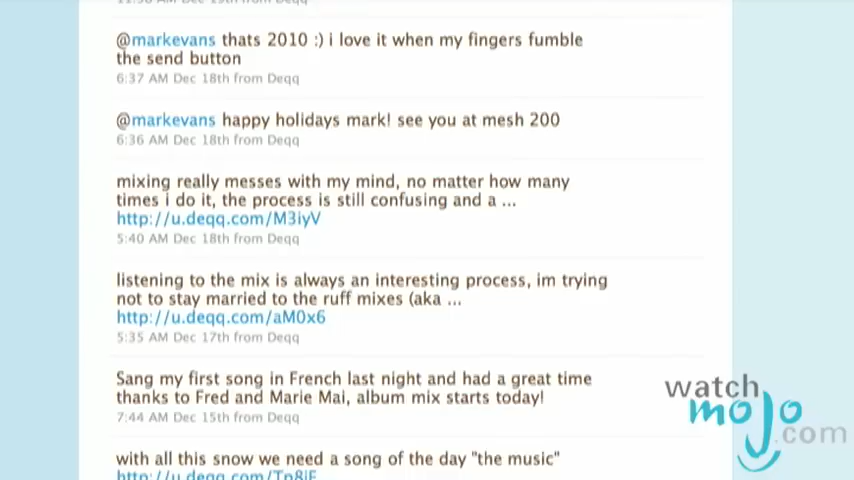 @markevans thats 2010 :) i love it when my fingers fumble
the send button
6:37 AM Dec 18th from Deqq
@markevans happy holidays mark! see you at mesh 200
6:36 AM Dec 18th from Deqq
mixing really messes with my mind, no matter how many
times i do it, the process is still confusing and a ...
http://u.deqq.com/M3iyV
5:40 AM Dec 18th from Deqq
listening to the mix is always an interesting process, im trying
not to stay married to the ruff mixes (aka ...
http://u.deqq.com/aM0x6
5:35 AM Dec 17th from Deqq
Sang my first song in French last night and had a great time
thanks to Fred and Marie Mai, album mix starts today!
7:44 AM Dec 15th from Deqq
with all this snow we need a song of the day "the music"
watch
mojo
.com